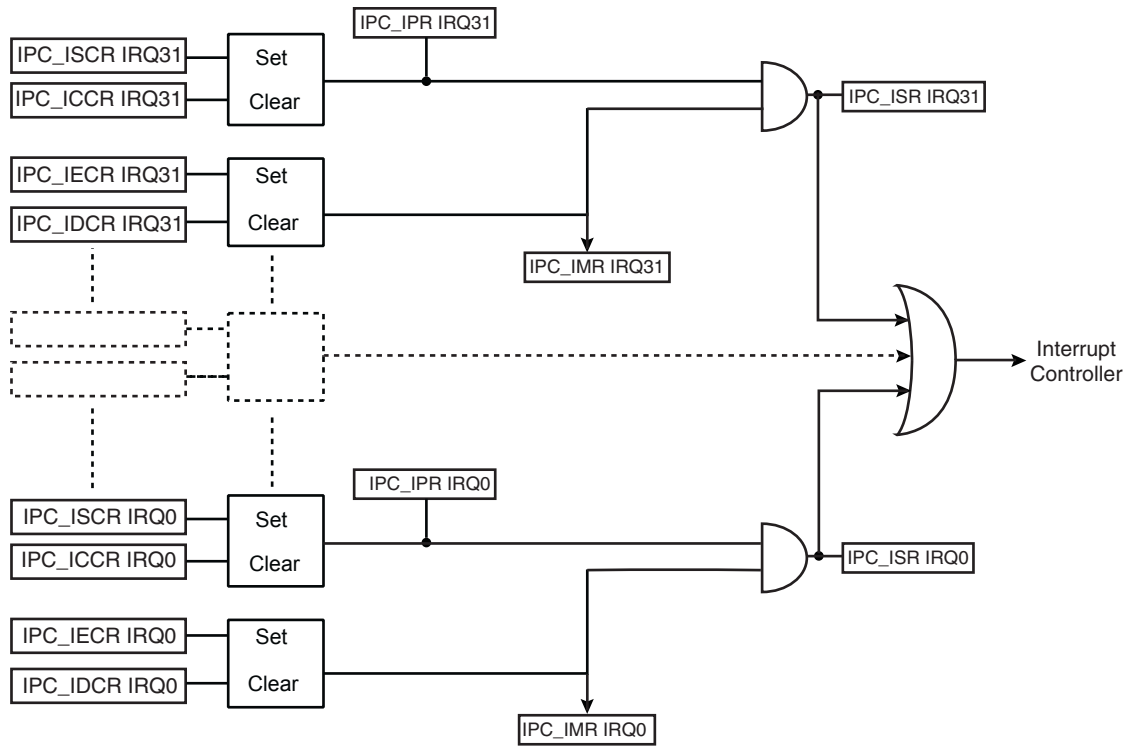 IPC_IPR IRQ31
IPC_ISCR IRQ31
Set
IPC_ICCR IRQ31
Clear
IPC_ISR IRQ31
IPC_IECR IRQ31
Set
IPC_IDCR IRQ31
Clear
IPC_IMR IRQ31
Interrupt
Controller
IPC_IPR IRQ0
IPC_ISCR IRQ0
Set
IPC_ICCR IRQ0
Clear
IPC_ISR IRQ0
IPC_IECR IRQ0
Set
IPC_IDCR IRQ0
Clear
IPC_IMR IRQ0